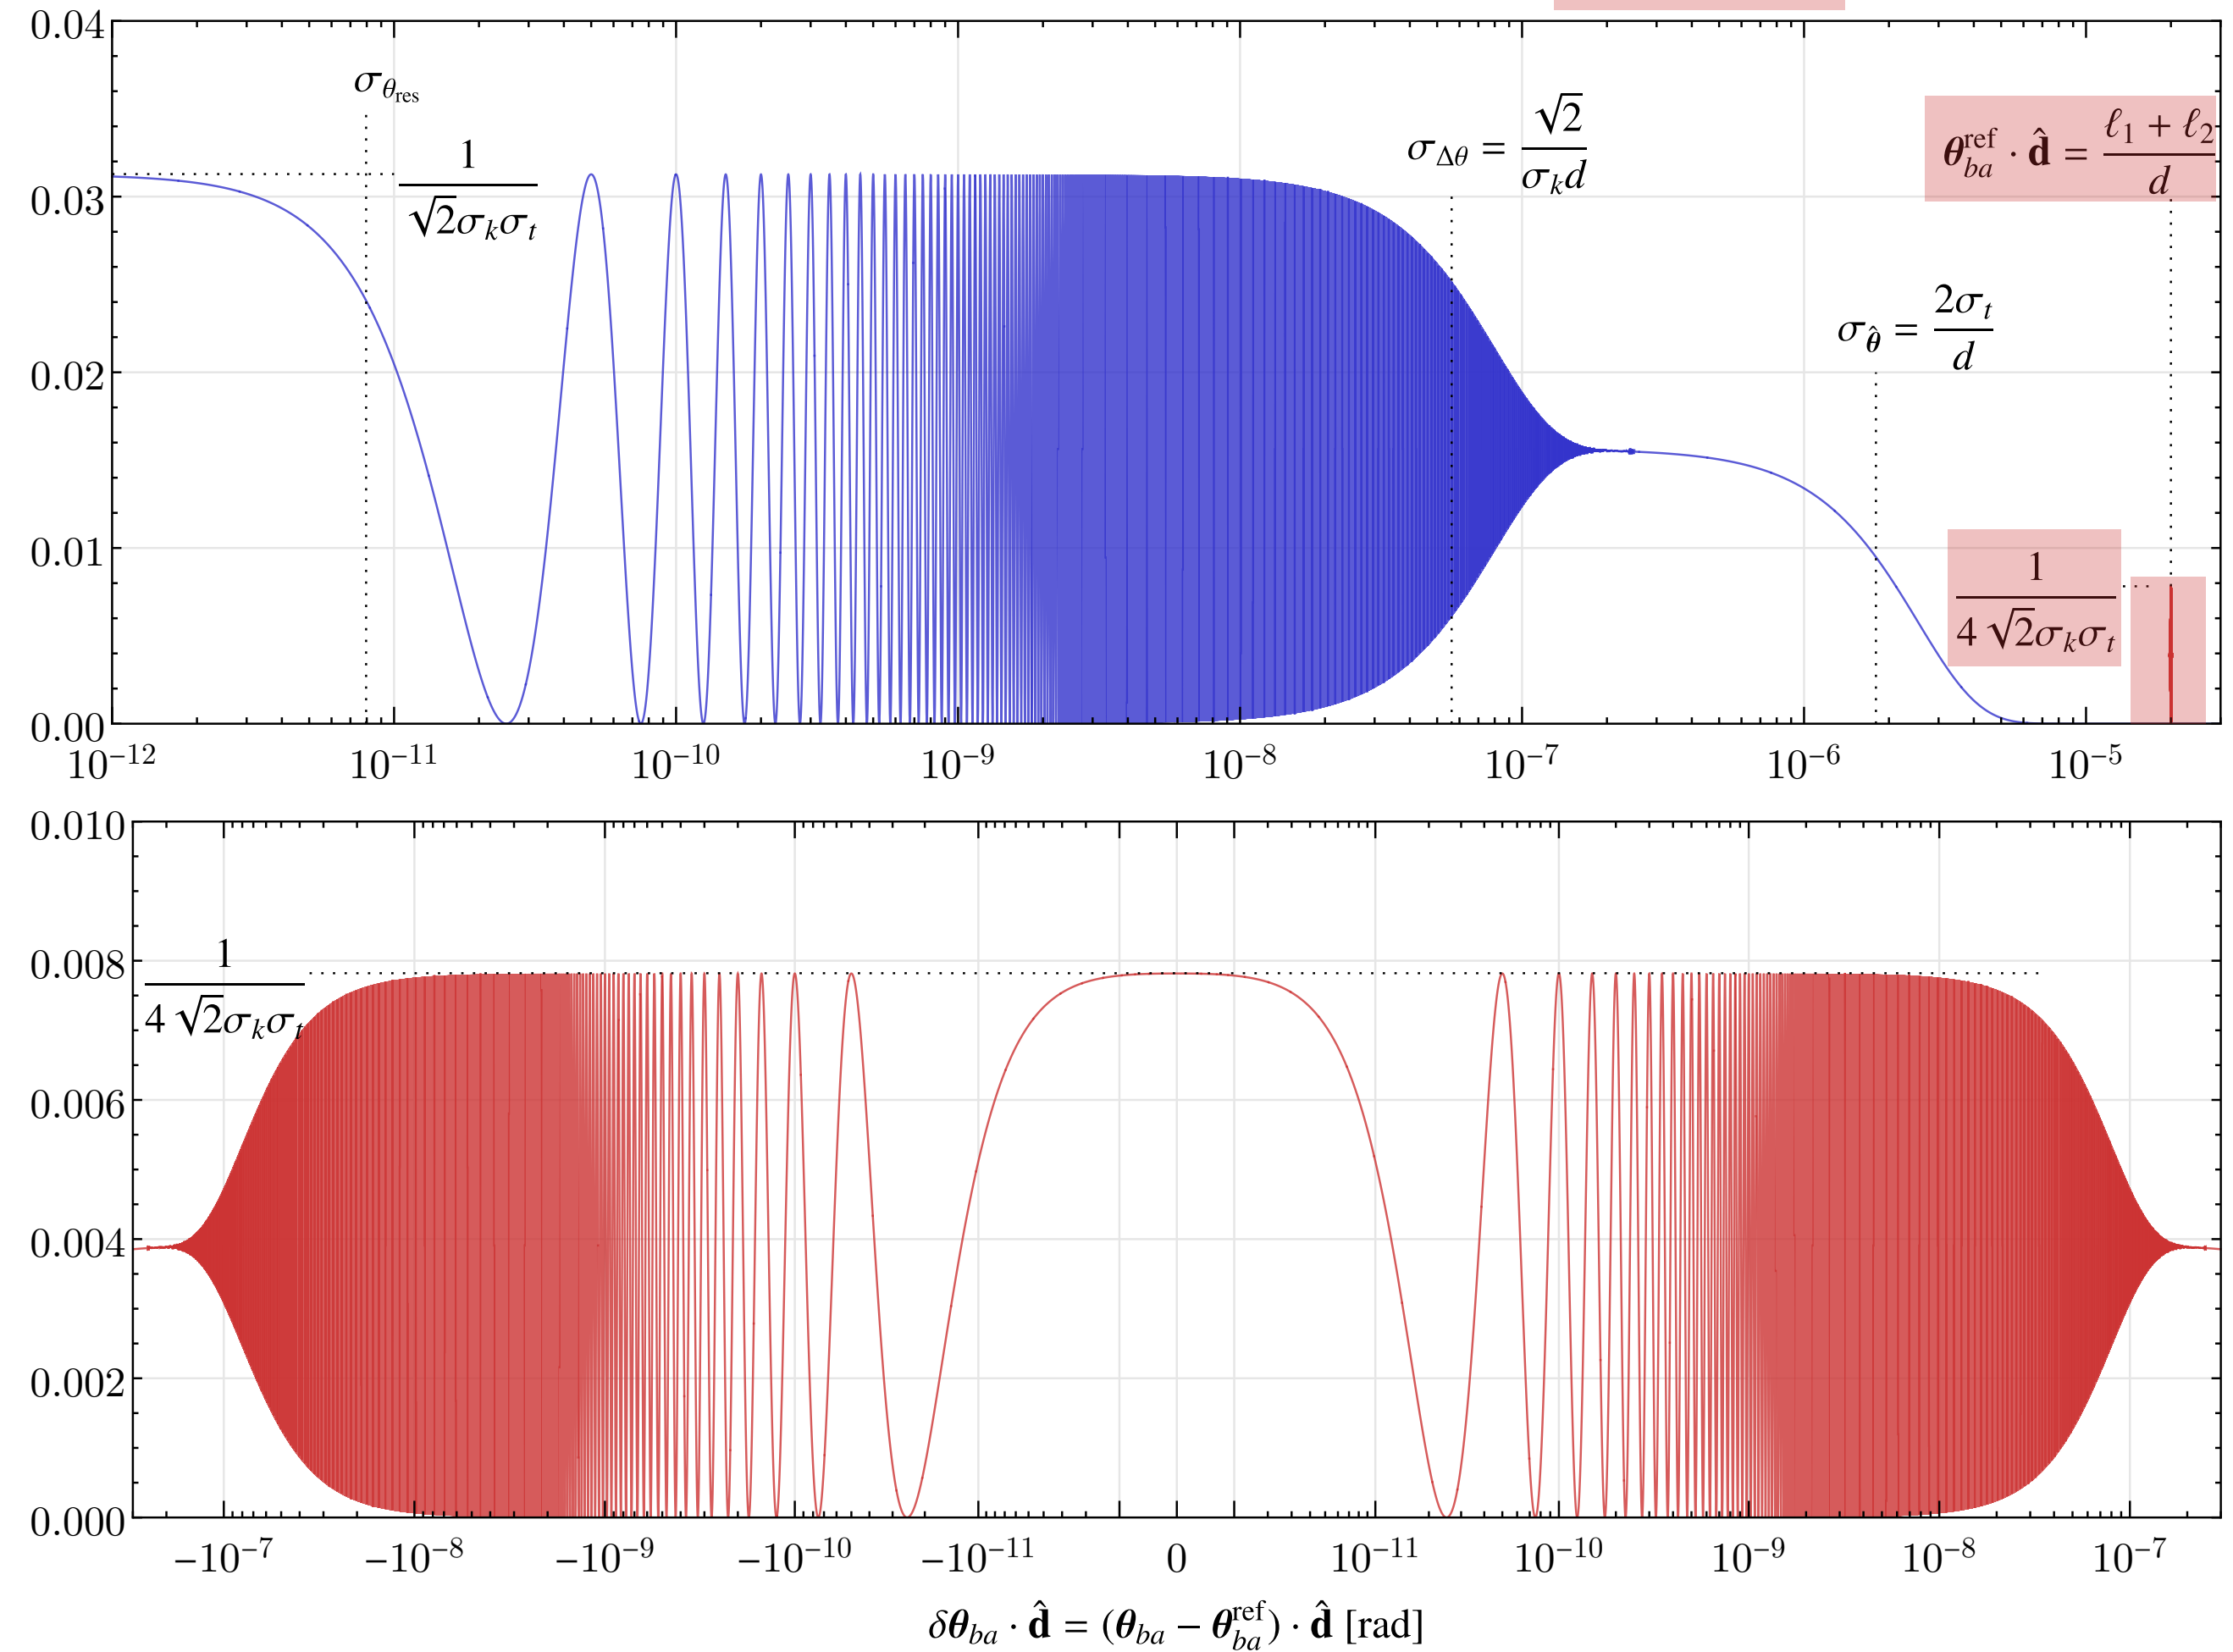 0.04
σ_{θ_res}
1/(√2σ_kσ_t)
σ_{Δθ} = √2/(σ_k d)
θ_{ba}^{ref} · d̂ = (ℓ_1 + ℓ_2)/d
0.03
σ_{θ̂} = 2σ_t/d
0.02
0.01
1/(4√2σ_kσ_t)
0.00
10^{−12} 10^{−11} 10^{−10} 10^{−9} 10^{−8} 10^{−7} 10^{−6} 10^{−5}
0.010
0.008
1/(4√2σ_kσ_t)
0.006
0.004
0.002
0.000
−10^{−7} −10^{−8} −10^{−9} −10^{−10} −10^{−11} 0 10^{−11} 10^{−10} 10^{−9} 10^{−8} 10^{−7}
δθ_{ba} · d̂ = (θ_{ba} − θ_{ba}^{ref}) · d̂ [rad]